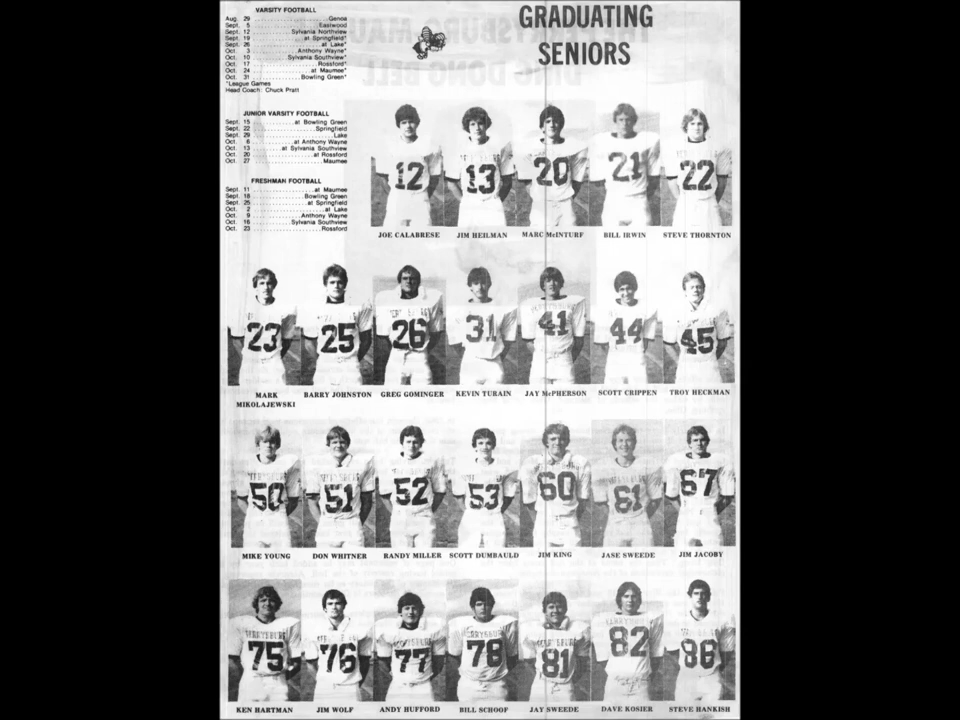 VARSITY FOOTBALL
Aug. 29 Genoa
Sept. 5 Eastwood
Sept. 12 Sylvania Northview
Sept. 19 at Springfield*
Sept. 26 at Lake*
Oct. 3 Anthony Wayne*
Oct. 10 Sylvania Southview*
Oct. 17 Rossford*
Oct. 24 at Maumee*
Oct. 31 Bowling Green*
*League Games
Head Coach: Chuck Pratt
GRADUATING
SENIORS
JUNIOR VARSITY FOOTBALL
Sept. 15 at Bowling Green
Sept. 22 Springfield
Sept. 29 Lake
Oct. 6 at Anthony Wayne
Oct. 13 at Sylvania Southview
Oct. 20 at Rossford
Oct. 27 Maumee
FRESHMAN FOOTBALL
Sept. 11 at Maumee
Sept. 18 Bowling Green
Sept. 25 at Springfield
Oct. 2 at Lake
Oct. 9 Anthony Wayne
Oct. 16 Sylvania Southview
Oct. 23 Rossford
12 13 20 21 22
JOE CALABRESE JIM HEILMAN MARC McINTURF BILL IRWIN STEVE THORNTON
23 25 26 31 41 44 45
MARK MIKOLAJEWSKI BARRY JOHNSTON GREG GOMINGER KEVIN TURAIN JAY McPHERSON SCOTT CRIPPEN TROY HECKMAN
50 51 52 53 60 61 67
MIKE YOUNG DON WHITNER RANDY MILLER SCOTT DUMBAULD JIM KING JASE SWEEDE JIM JACOBY
75 76 77 78 81 82 88
KEN HARTMAN JIM WOLF ANDY HUFFORD BILL SCHOOF JAY SWEEDE DAVE KOSIER STEVE HANKISH